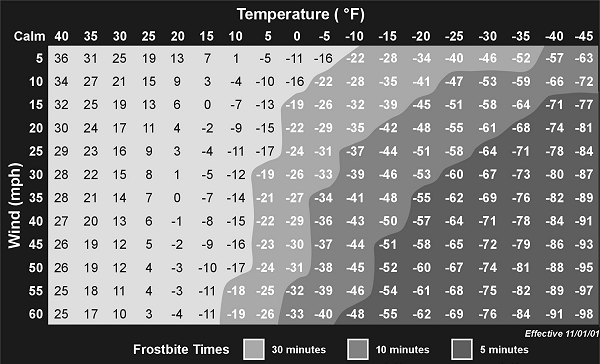 Temperature ( °F)
Calm 40 35 30 25 20 15 10 5 0 -5 -10 -15 -20 -25 -30 -35 -40 -45
5 36 31 25 19 13 7 1 -5 -11 -16 -22 -28 -34 -40 -46 -52 -57 -63
10 34 27 21 15 9 3 -4 -10 -16 -22 -28 -35 -41 -47 -53 -59 -66 -72
15 32 25 19 13 6 0 -7 -13 -19 -26 -32 -39 -45 -51 -58 -64 -71 -77
20 30 24 17 11 4 -2 -9 -15 -22 -29 -35 -42 -48 -55 -61 -68 -74 -81
25 29 23 16 9 3 -4 -11 -17 -24 -31 -37 -44 -51 -58 -64 -71 -78 -84
30 28 22 15 8 1 -5 -12 -19 -26 -33 -39 -46 -53 -60 -67 -73 -80 -87
35 28 21 14 7 0 -7 -14 -21 -27 -34 -41 -48 -55 -62 -69 -76 -82 -89
40 27 20 13 6 -1 -8 -15 -22 -29 -36 -43 -50 -57 -64 -71 -78 -84 -91
45 26 19 12 5 -2 -9 -16 -23 -30 -37 -44 -51 -58 -65 -72 -79 -86 -93
50 26 19 12 4 -3 -10 -17 -24 -31 -38 -45 -52 -60 -67 -74 -81 -88 -95
55 25 18 11 4 -3 -11 -18 -25 -32 -39 -46 -54 -61 -68 -75 -82 -89 -97
60 25 17 10 3 -4 -11 -19 -26 -33 -40 -48 -55 -62 -69 -76 -84 -91 -98
Wind (mph)
Effective 11/01/01
Frostbite Times 30 minutes 10 minutes 5 minutes